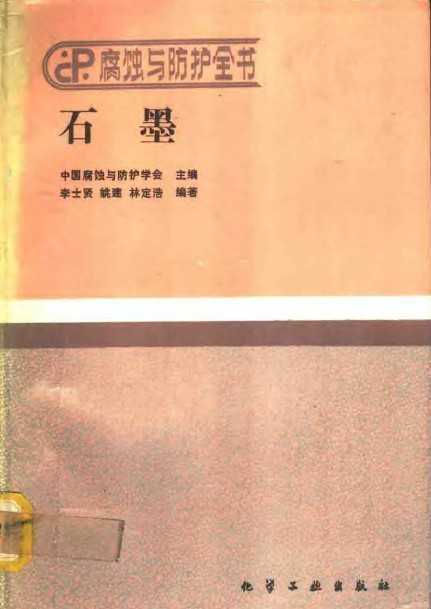 CP. 腐蚀与防护全书
石墨
中国腐蚀与防护学会 主编
李士贤 姚建 林定浩 编著
化学工业出版社